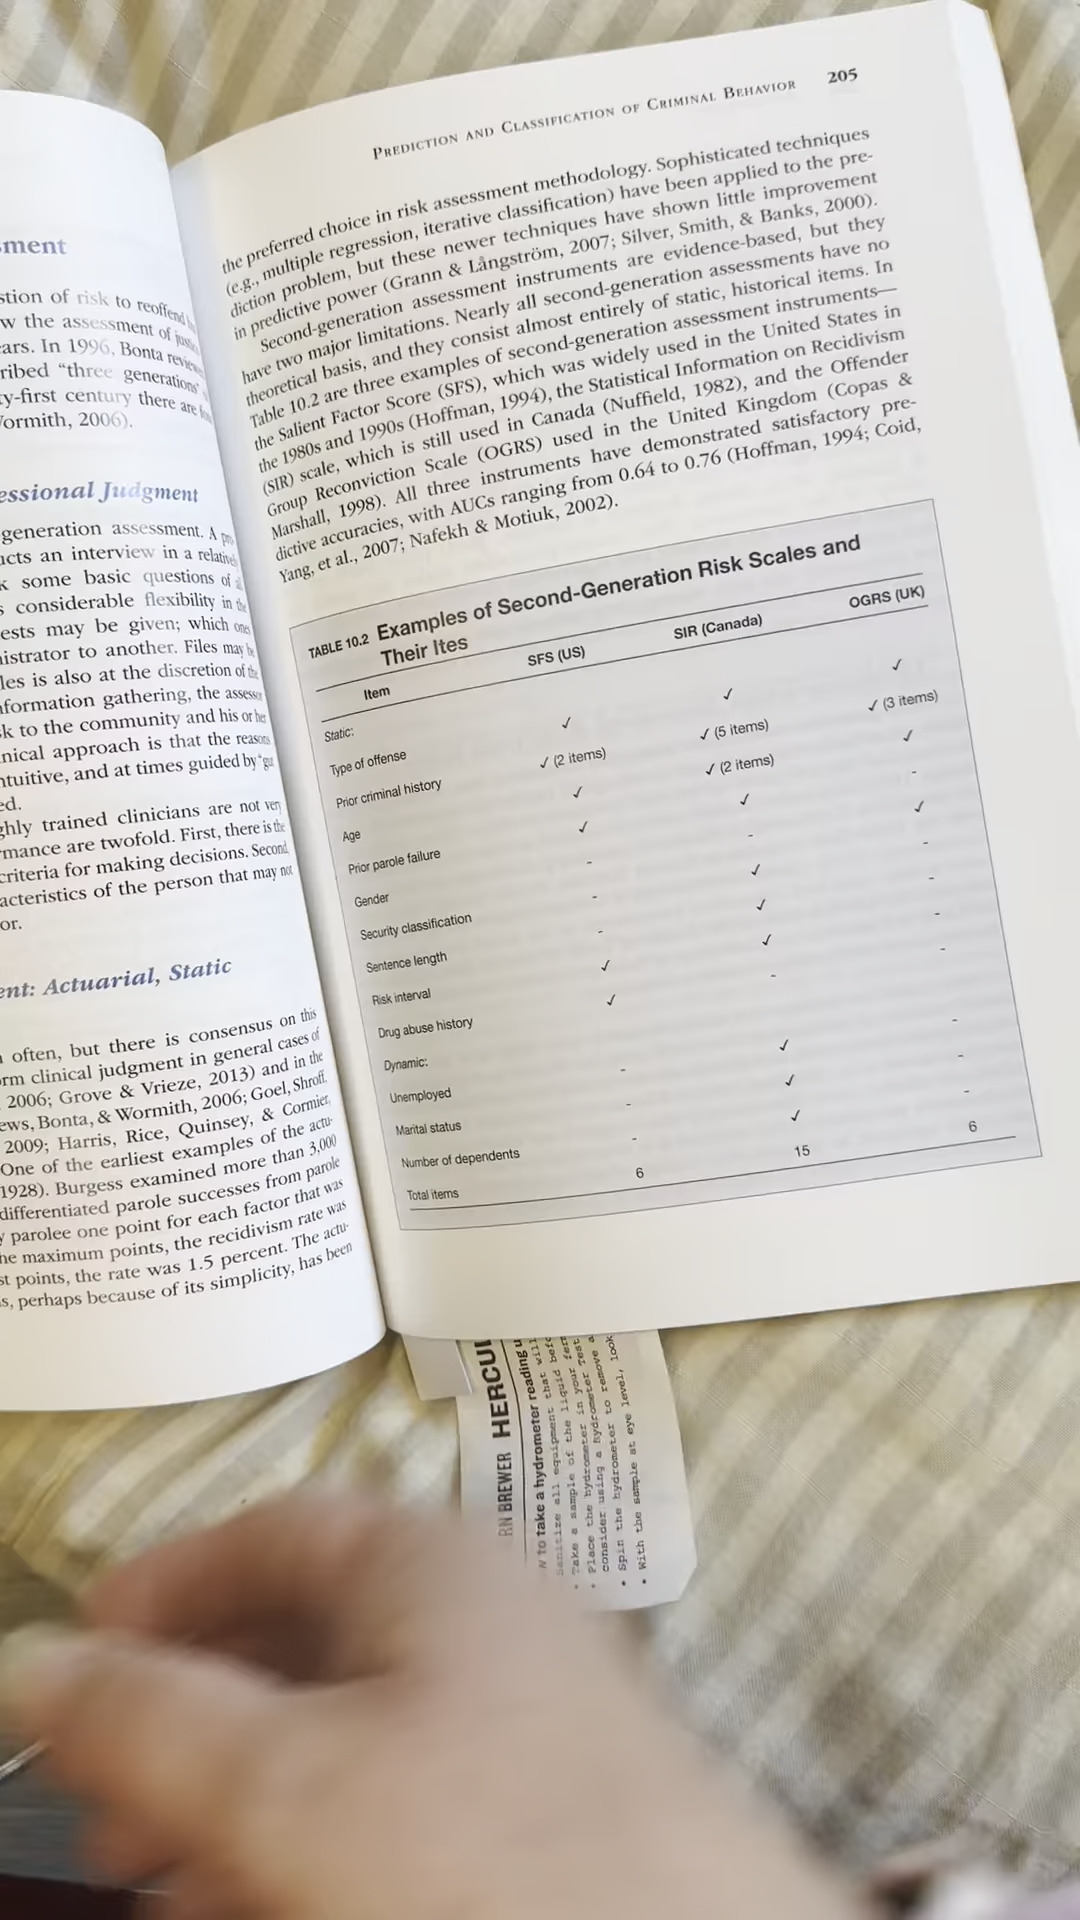 sment
stion of risk to reoffend
w the assessment of
ears. In 1996, Bonta
ribed “three generations
ty-first century there are
Wormith, 2006).
essional Judgment
generation assessment. A
ucts an interview in a
k some basic questions of
s considerable flexibility in the
ests may be given; which ones
inistrator to another. Files may be
les is also at the discretion of the
nformation gathering, the assessor
sk to the community and his or her
nical approach is that the reasons
ntuitive, and at times guided by “gut
ed.
ghly trained clinicians are not very
rmance are twofold. First, there is the
criteria for making decisions. Second,
acteristics of the person that may not
or.
ent: Actuarial, Static
n often, but there is consensus on this
rm clinical judgment in general cases of
, 2006; Grove & Vrieze, 2013) and in the
ews, Bonta, & Wormith, 2006; Goel, Shroff,
2009; Harris, Rice, Quinsey, & Cormier,
One of the earliest examples of the actu-
1928). Burgess examined more than 3,000
differentiated parole successes from parole
y parolee one point for each factor that was
he maximum points, the recidivism rate was
st points, the rate was 1.5 percent. The actu-
s, perhaps because of its simplicity, has been
PREDICTION AND CLASSIFICATION OF CRIMINAL BEHAVIOR 205
the preferred choice in risk assessment methodology. Sophisticated techniques
(e.g., multiple regression, iterative classification) have been applied to the pre-
diction problem, but these newer techniques have shown little improvement
in predictive power (Grann & Långström, 2007; Silver, Smith, & Banks, 2000).
Second-generation assessment instruments are evidence-based, but they
have two major limitations. Nearly all second-generation assessments have no
theoretical basis, and they consist almost entirely of static, historical items. In
Table 10.2 are three examples of second-generation assessment instruments—
the Salient Factor Score (SFS), which was widely used in the United States in
the 1980s and 1990s (Hoffman, 1994), the Statistical Information on Recidivism
(SIR) scale, which is still used in Canada (Nuffield, 1982), and the Offender
Group Reconviction Scale (OGRS) used in the United Kingdom (Copas &
Marshall, 1998). All three instruments have demonstrated satisfactory pre-
dictive accuracies, with AUCs ranging from 0.64 to 0.76 (Hoffman, 1994; Coid,
Yang, et al., 2007; Nafekh & Motiuk, 2002).
TABLE 10.2 Examples of Second-Generation Risk Scales and
Their Ites
Item SFS (US) SIR (Canada) OGRS (UK)
Static:
Type of offense ✓ ✓ ✓
Prior criminal history ✓ (2 items) ✓ (5 items) ✓ (3 items)
Age ✓ ✓ (2 items) ✓
Prior parole failure ✓ ✓ -
Gender - - ✓
Security classification - ✓ -
Sentence length - ✓ -
Risk interval ✓ ✓ -
Drug abuse history ✓ - -
Dynamic:
Unemployed - ✓ -
Marital status - ✓ -
Number of dependents - ✓ -
Total items 6 15 6
RN BREWER HERCUL
w to take a hydrometer reading u
Sanitize all equipment that will
• Take a sample of the liquid
• Place the hydrometer in your Test
consider using a hydrometer
• Spin the hydrometer to remove a
• With the sample at eye level, look